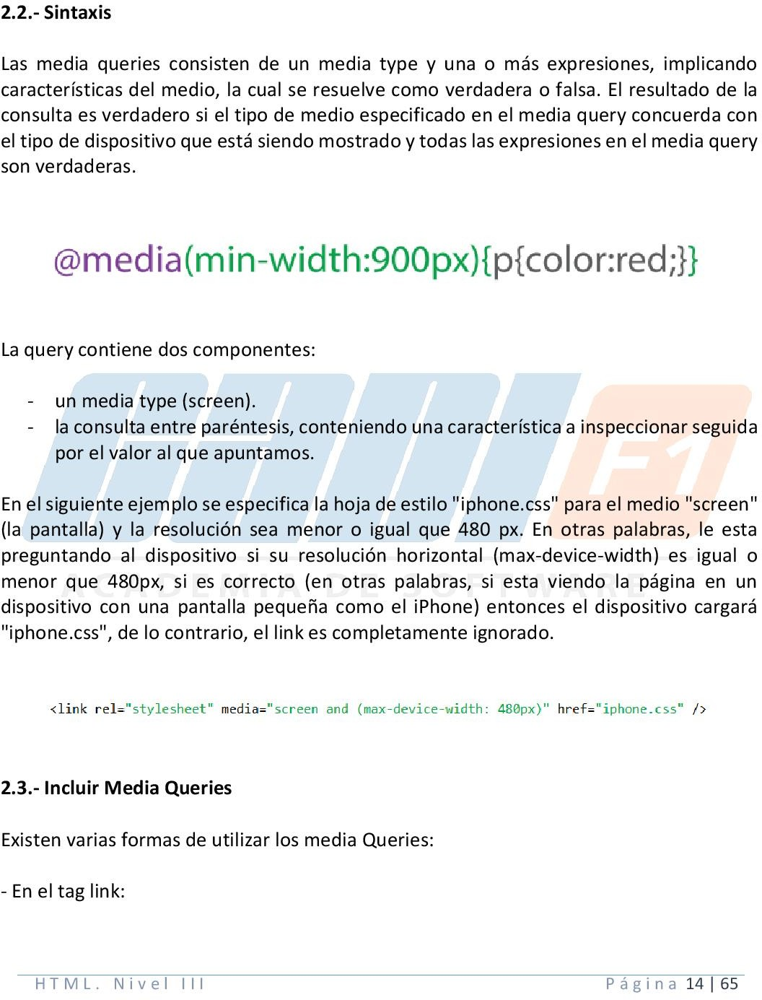 2.2.- Sintaxis
Las media queries consisten de un media type y una o más expresiones, implicando
características del medio, la cual se resuelve como verdadera o falsa. El resultado de la
consulta es verdadero si el tipo de medio especificado en el media query concuerda con
el tipo de dispositivo que está siendo mostrado y todas las expresiones en el media query
son verdaderas.
@media(min-width:900px){p{color:red;}}
La query contiene dos componentes:
- un media type (screen).
- la consulta entre paréntesis, conteniendo una característica a inspeccionar seguida
por el valor al que apuntamos.
En el siguiente ejemplo se especifica la hoja de estilo "iphone.css" para el medio "screen"
(la pantalla) y la resolución sea menor o igual que 480 px. En otras palabras, le esta
preguntando al dispositivo si su resolución horizontal (max-device-width) es igual o
menor que 480px, si es correcto (en otras palabras, si esta viendo la página en un
dispositivo con una pantalla pequeña como el iPhone) entonces el dispositivo cargará
"iphone.css", de lo contrario, el link es completamente ignorado.
F1
ACADEMIA DE SOFTWARE
<link rel="stylesheet" media="screen and (max-device-width: 480px)" href="iphone.css" />
2.3.- Incluir Media Queries
Existen varias formas de utilizar los media Queries:
- En el tag link:
HTML. Nivel III Página 14 | 65